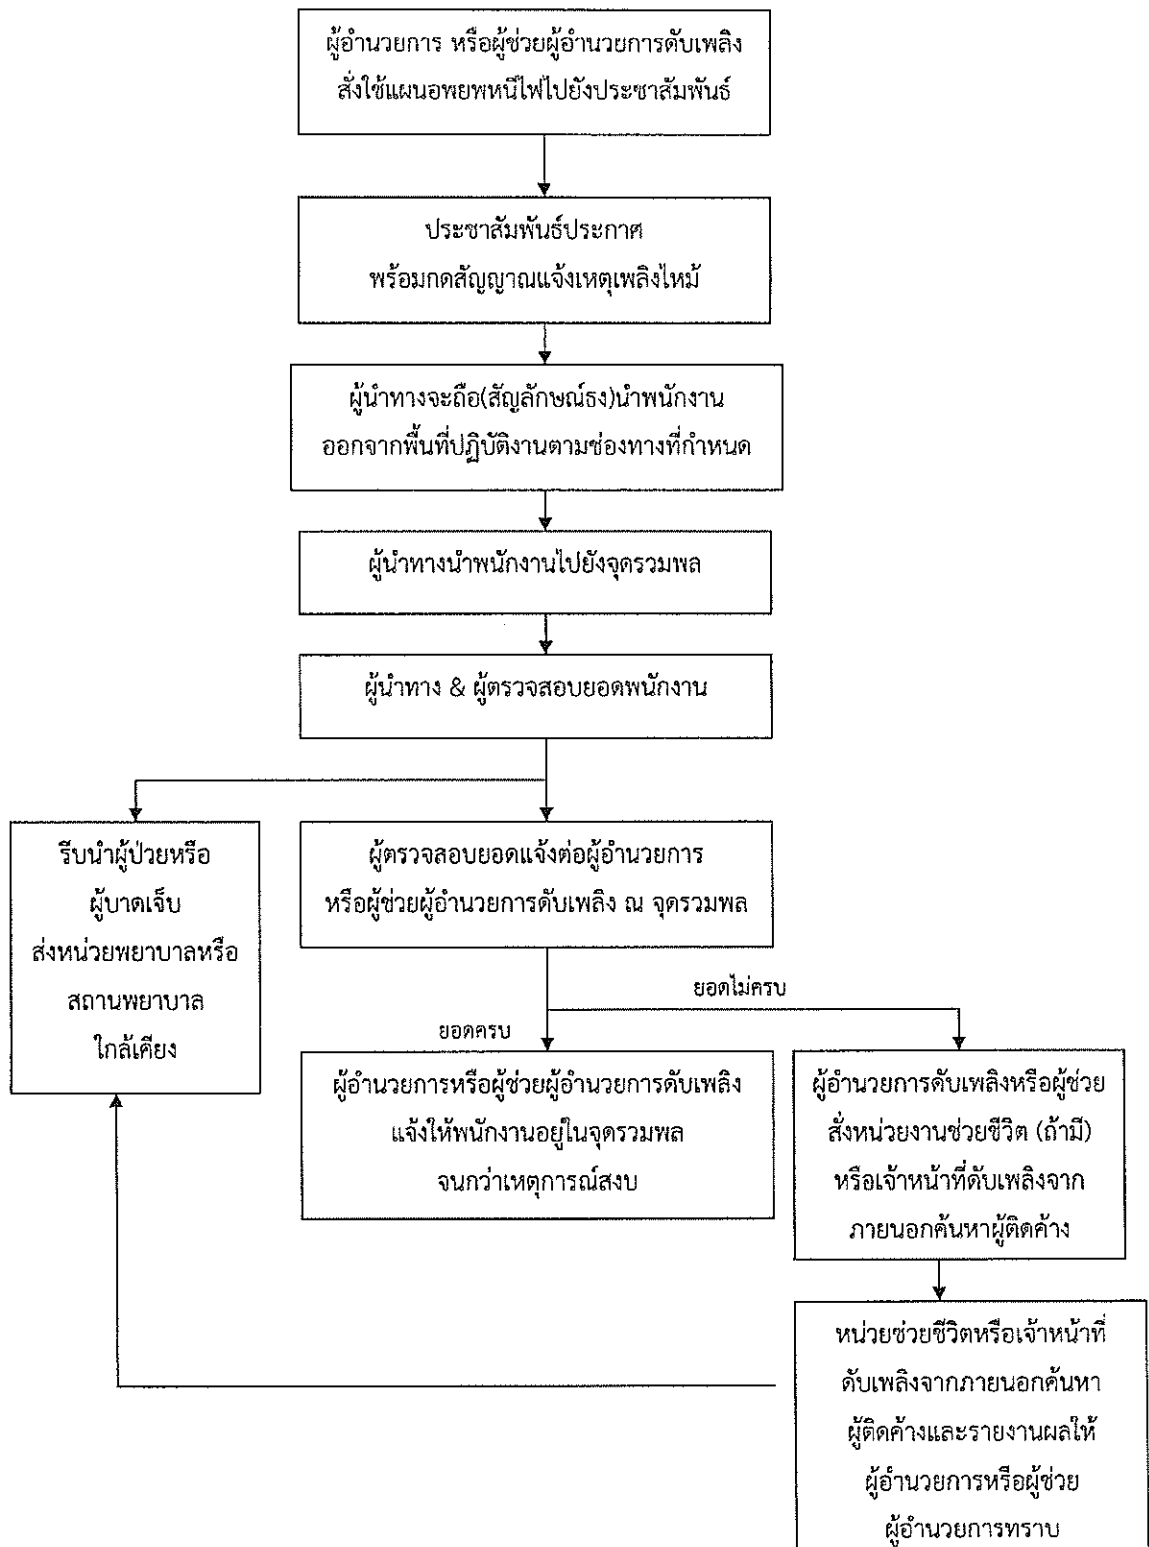 ผู้อำนวยการ หรือผู้ช่วยผู้อำนวยการดับเพลิง
สั่งใช้แผนอพยพหนีไฟไปยังประชาสัมพันธ์
ประชาสัมพันธ์ประกาศ
พร้อมกดสัญญาณแจ้งเหตุเพลิงไหม้
ผู้นำทางจะถือ(สัญลักษณ์ธง)นำพนักงาน
ออกจากพื้นที่ปฏิบัติงานตามช่องทางที่กำหนด
ผู้นำทางนำพนักงานไปยังจุดรวมพล
ผู้นำทาง & ผู้ตรวจสอบยอดพนักงาน
รีบนำผู้ป่วยหรือ
ผู้บาดเจ็บ
ส่งหน่วยพยาบาลหรือ
สถานพยาบาล
ใกล้เคียง
ผู้ตรวจสอบยอดแจ้งต่อผู้อำนวยการ
หรือผู้ช่วยผู้อำนวยการดับเพลิง ณ จุดรวมพล
ยอดไม่ครบ
ยอดครบ
ผู้อำนวยการหรือผู้ช่วยผู้อำนวยการดับเพลิง
แจ้งให้พนักงานอยู่ในจุดรวมพล
จนกว่าเหตุการณ์สงบ
ผู้อำนวยการดับเพลิงหรือผู้ช่วย
สั่งหน่วยงานช่วยชีวิต (ถ้ามี)
หรือเจ้าหน้าที่ดับเพลิงจาก
ภายนอกค้นหาผู้ติดค้าง
หน่วยช่วยชีวิตหรือเจ้าหน้าที่
ดับเพลิงจากภายนอกค้นหา
ผู้ติดค้างและรายงานผลให้
ผู้อำนวยการหรือผู้ช่วย
ผู้อำนวยการทราบ